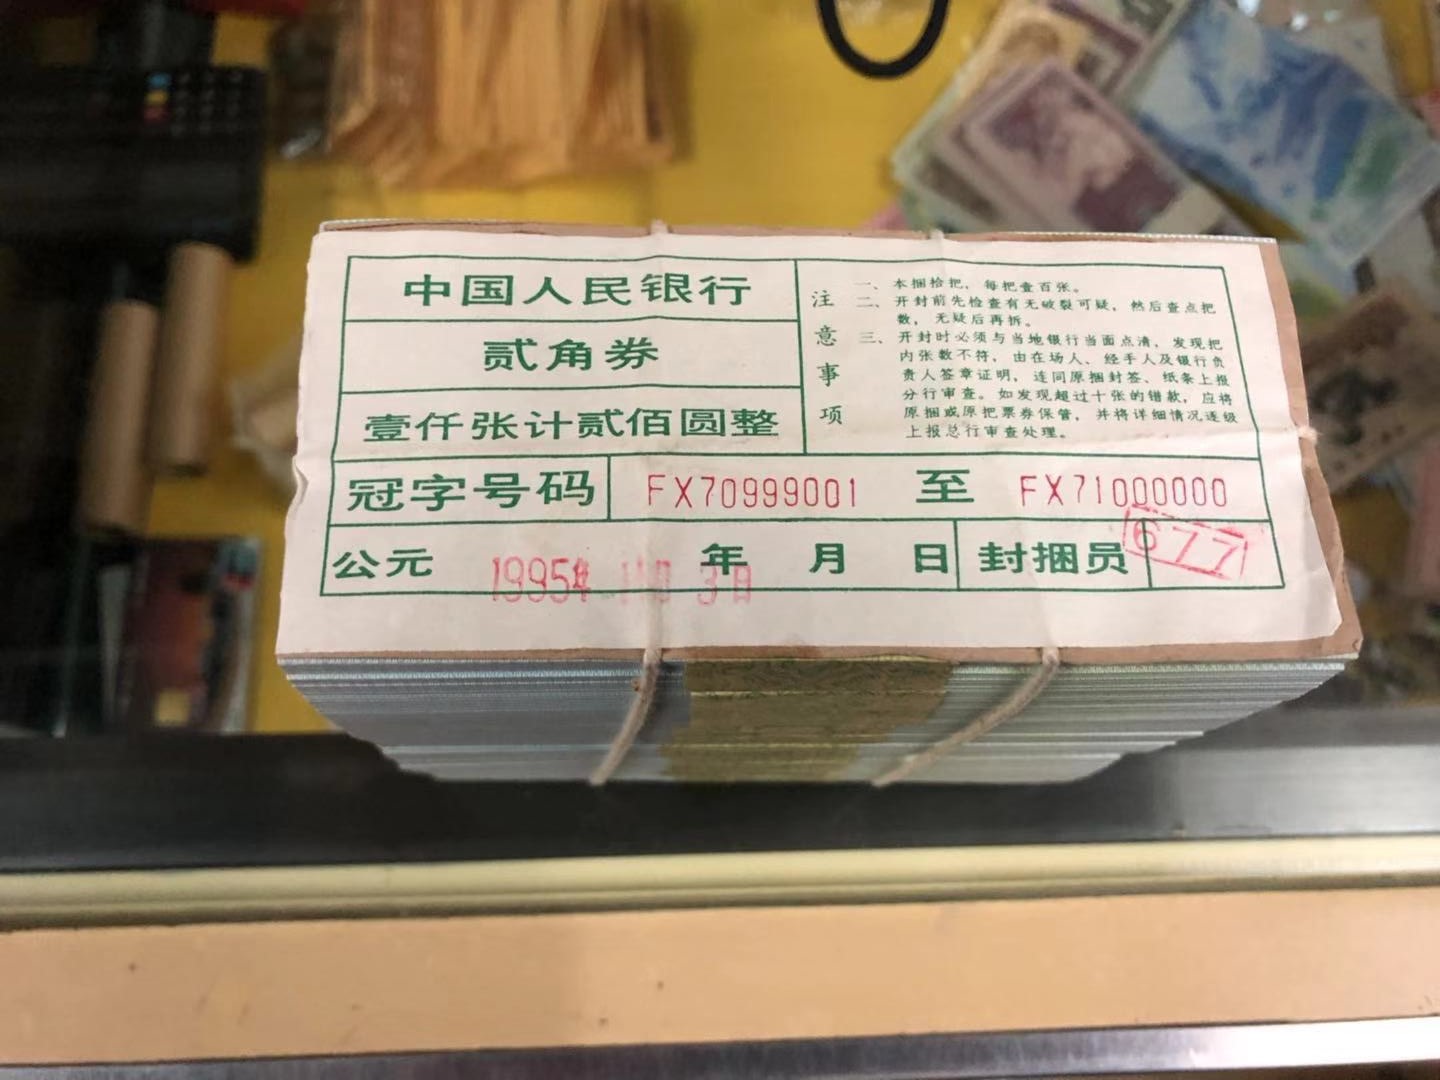 中国人民银行
贰角券
壹仟张计贰佰圆整
注意事项
一、本捆拾把，每把壹百张。
二、开封前先检查有无破裂可疑，然后查点把
数，无疑后再拆。
三、开封时必须与当地银行当面点清，发现把
内张数不符，由在场人、经手人及银行负
责人签章证明，连同原捆封签、纸条上报
分行审查。如发现超过十张的错款，应将
原捆或原把票券保管，并将详细情况逐级
上报总行审查处理。
冠字号码 FX70999001 至 FX71000000
公元 年 月 日 封捆员 677
1995年 3日